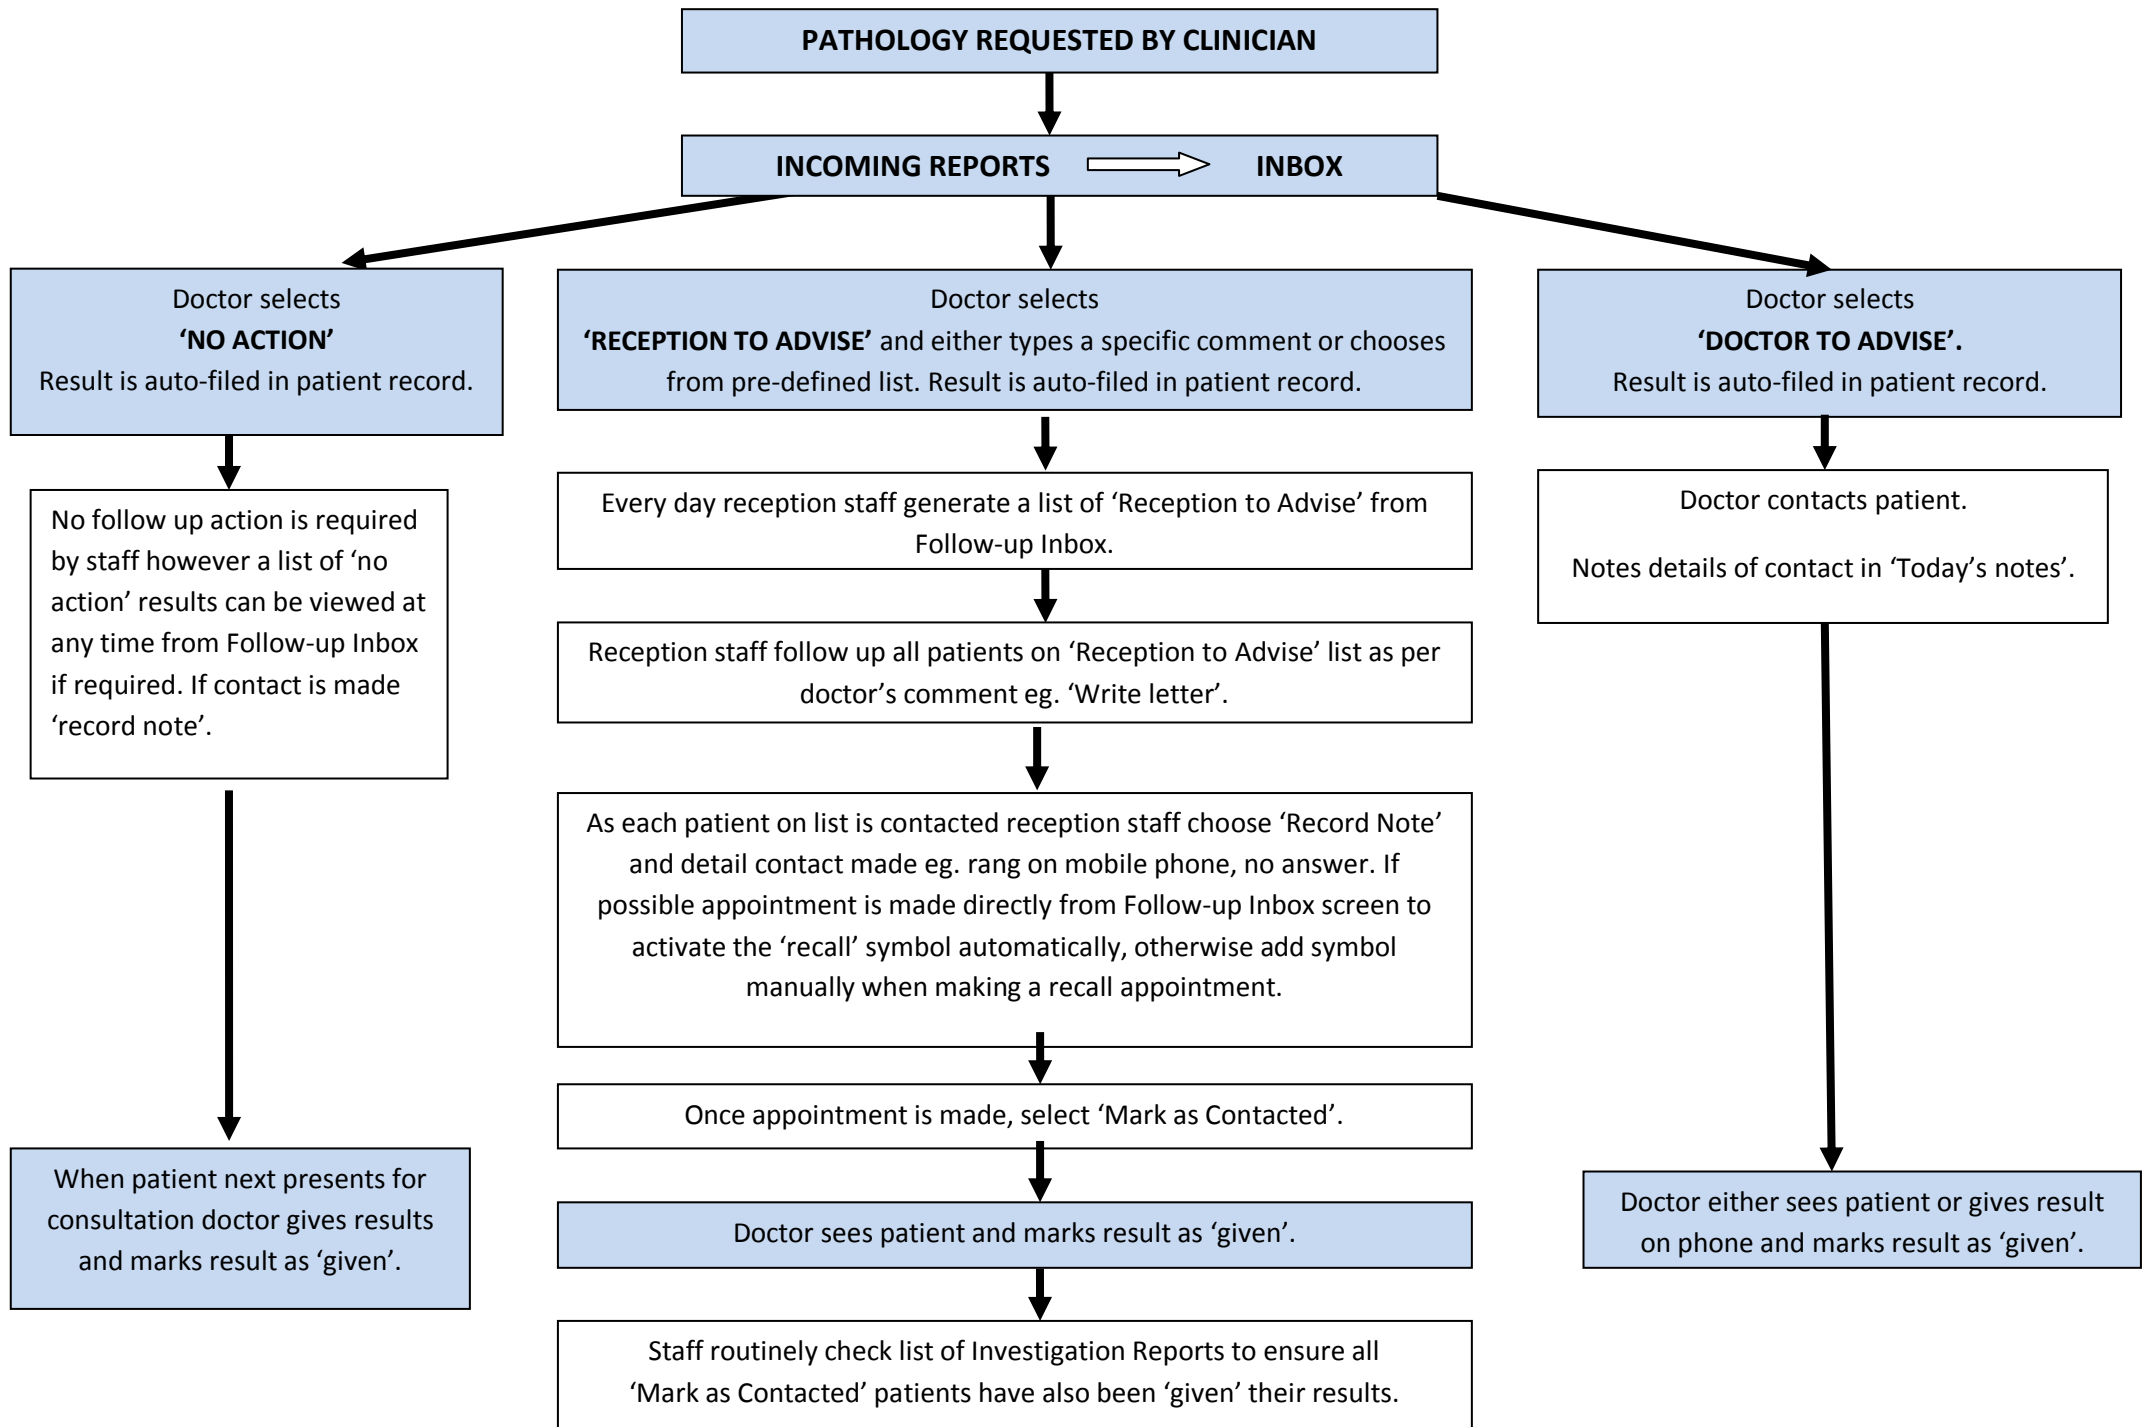 PATHOLOGY REQUESTED BY CLINICIAN
INCOMING REPORTS INBOX
Doctor selects
‘NO ACTION’
Result is auto-filed in patient record.
No follow up action is required
by staff however a list of ‘no
action’ results can be viewed at
any time from Follow-up Inbox
if required. If contact is made
‘record note’.
When patient next presents for
consultation doctor gives results
and marks result as ‘given’.
Doctor selects
‘RECEPTION TO ADVISE’ and either types a specific comment or chooses
from pre-defined list. Result is auto-filed in patient record.
Every day reception staff generate a list of ‘Reception to Advise’ from
Follow-up Inbox.
Reception staff follow up all patients on ‘Reception to Advise’ list as per
doctor’s comment eg. ‘Write letter’.
As each patient on list is contacted reception staff choose ‘Record Note’
and detail contact made eg. rang on mobile phone, no answer. If
possible appointment is made directly from Follow-up Inbox screen to
activate the ‘recall’ symbol automatically, otherwise add symbol
manually when making a recall appointment.
Once appointment is made, select ‘Mark as Contacted’.
Doctor sees patient and marks result as ‘given’.
Staff routinely check list of Investigation Reports to ensure all
‘Mark as Contacted’ patients have also been ‘given’ their results.
Doctor selects
‘DOCTOR TO ADVISE’.
Result is auto-filed in patient record.
Doctor contacts patient.
Notes details of contact in ‘Today’s notes’.
Doctor either sees patient or gives result
on phone and marks result as ‘given’.